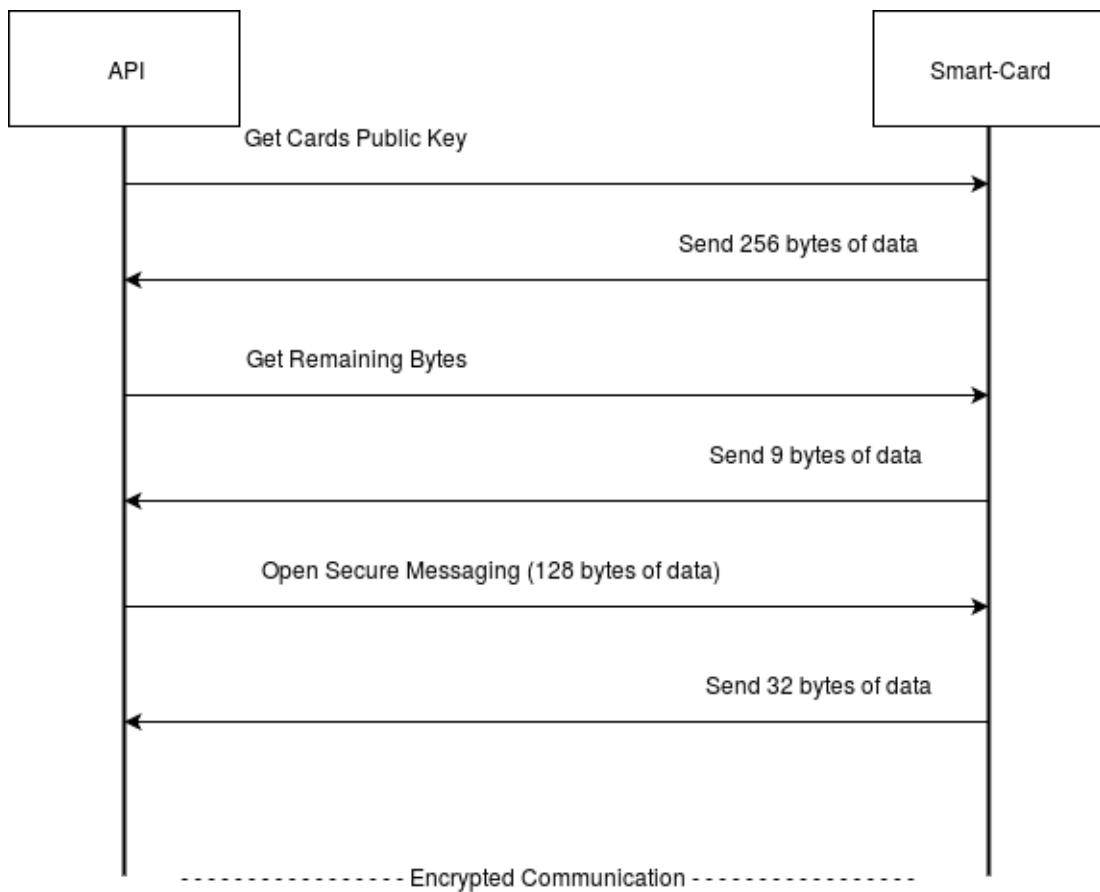 API
Smart-Card
Get Cards Public Key
Send 256 bytes of data
Get Remaining Bytes
Send 9 bytes of data
Open Secure Messaging (128 bytes of data)
Send 32 bytes of data
Encrypted Communication